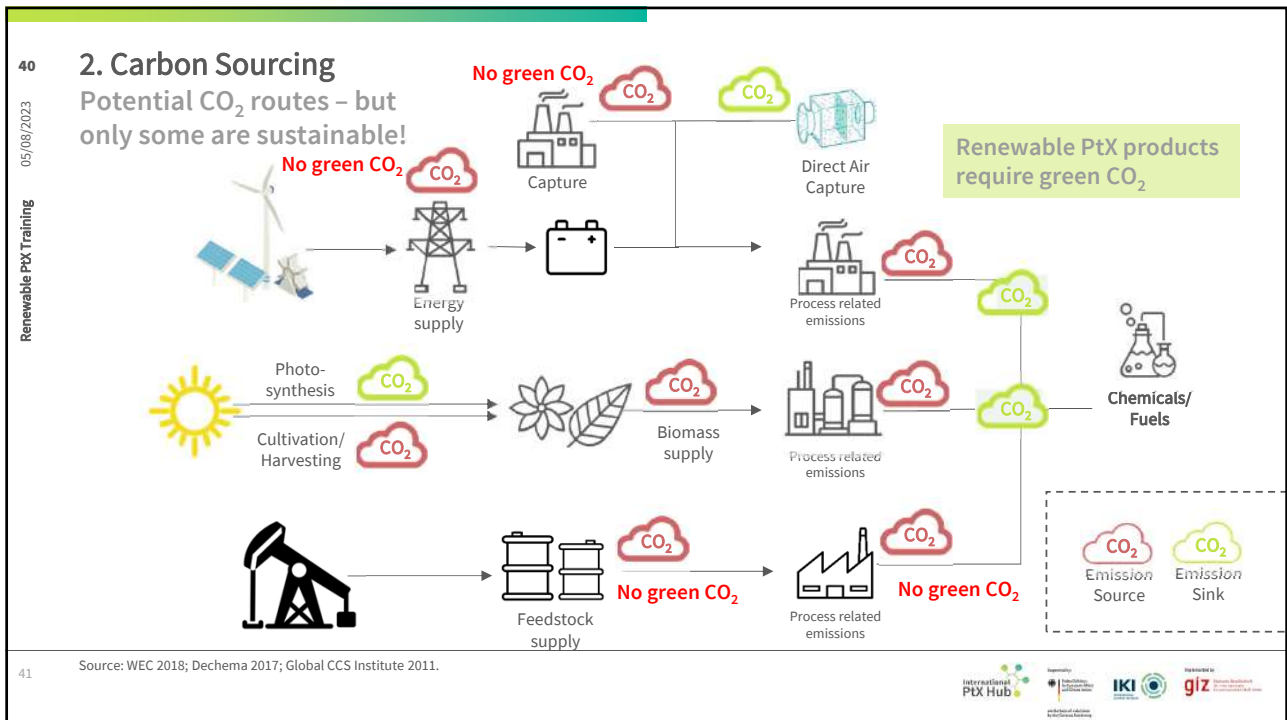 40
05/08/2023
Renewable PtX Training
2. Carbon Sourcing
Potential CO₂ routes – but
only some are sustainable!
No green CO₂
CO₂
CO₂
Capture
Direct Air
Capture
Renewable PtX products
require green CO₂
No green CO₂
CO₂
Energy
supply
- +
CO₂
Process related
emissions
CO₂
Photo-
synthesis
CO₂
Cultivation/
Harvesting
CO₂
CO₂
Biomass
supply
CO₂
Process related
emissions
CO₂
Chemicals/
Fuels
CO₂
No green CO₂
Feedstock
supply
CO₂
No green CO₂
Process related
emissions
CO₂
Emission
Source
CO₂
Emission
Sink
41
Source: WEC 2018; Dechema 2017; Global CCS Institute 2011.
International
PtX Hub
Supported by:
IKI
Implemented by
giz